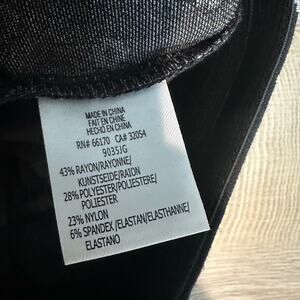 MADE IN CHINA
FAIT EN CHINE
HECHO EN CHINA
RN# 66170 CA# 32054
9035JG
43% RAYON/RAYONNE/
KUNSTSEIDE/RAION
28% POLYESTER/POLIESTERE/
POLIESTER
23% NYLON
6% SPANDEX/ELASTAN/ELASTHANNE/
ELASTANO